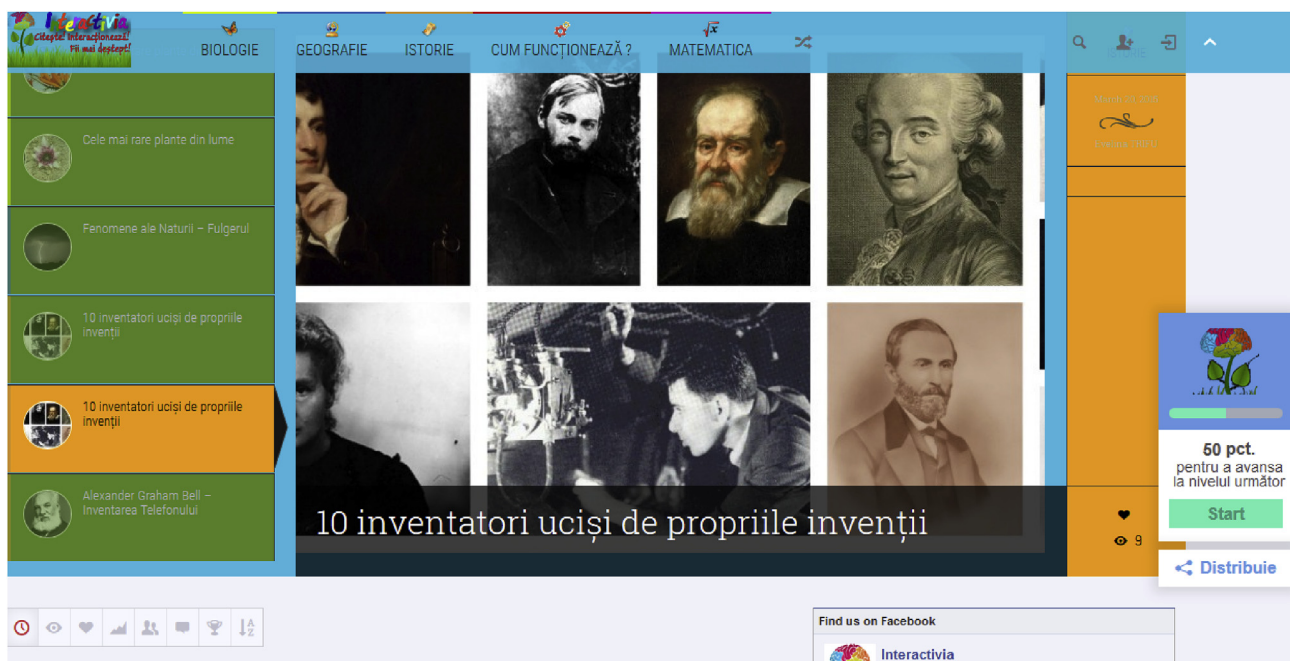 Interactivia
Citește! Interacționează!
Fii mai deștept!
BIOLOGIE
GEOGRAFIE
ISTORIE
CUM FUNCȚIONEAZĂ ?
MATEMATICA
Cele mai rare plante din lume
Fenomene ale Naturii – Fulgerul
10 inventatori uciși de propriile
invenții
10 inventatori uciși de propriile
invenții
Alexander Graham Bell –
Inventarea Telefonului
10 inventatori uciși de propriile invenții
9
50 pct.
pentru a avansa
la nivelul următor
Start
Distribuie
Find us on Facebook
Interactivia